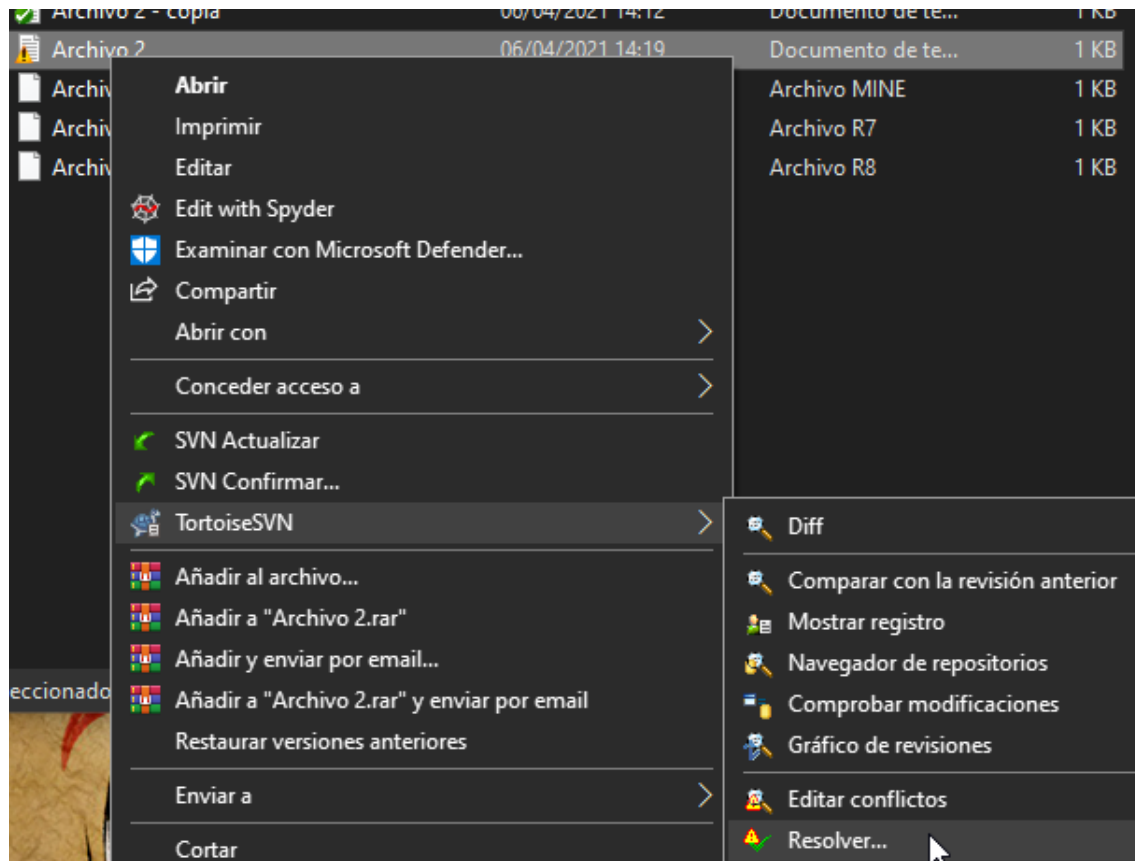 Archivo 2 - copia 06/04/2021 14:12 Documento de te... 1 KB
Archivo 2 06/04/2021 14:19 Documento de te... 1 KB
Archiv Archivo MINE 1 KB
Archiv Archivo R7 1 KB
Archiv Archivo R8 1 KB
Abrir
Imprimir
Editar
Edit with Spyder
Examinar con Microsoft Defender...
Compartir
Abrir con
Conceder acceso a
SVN Actualizar
SVN Confirmar...
TortoiseSVN
Añadir al archivo...
Añadir a "Archivo 2.rar"
Añadir y enviar por email...
Añadir a "Archivo 2.rar" y enviar por email
Restaurar versiones anteriores
Enviar a
Cortar
Diff
Comparar con la revisión anterior
Mostrar registro
Navegador de repositorios
Comprobar modificaciones
Gráfico de revisiones
Editar conflictos
Resolver...
eccionado